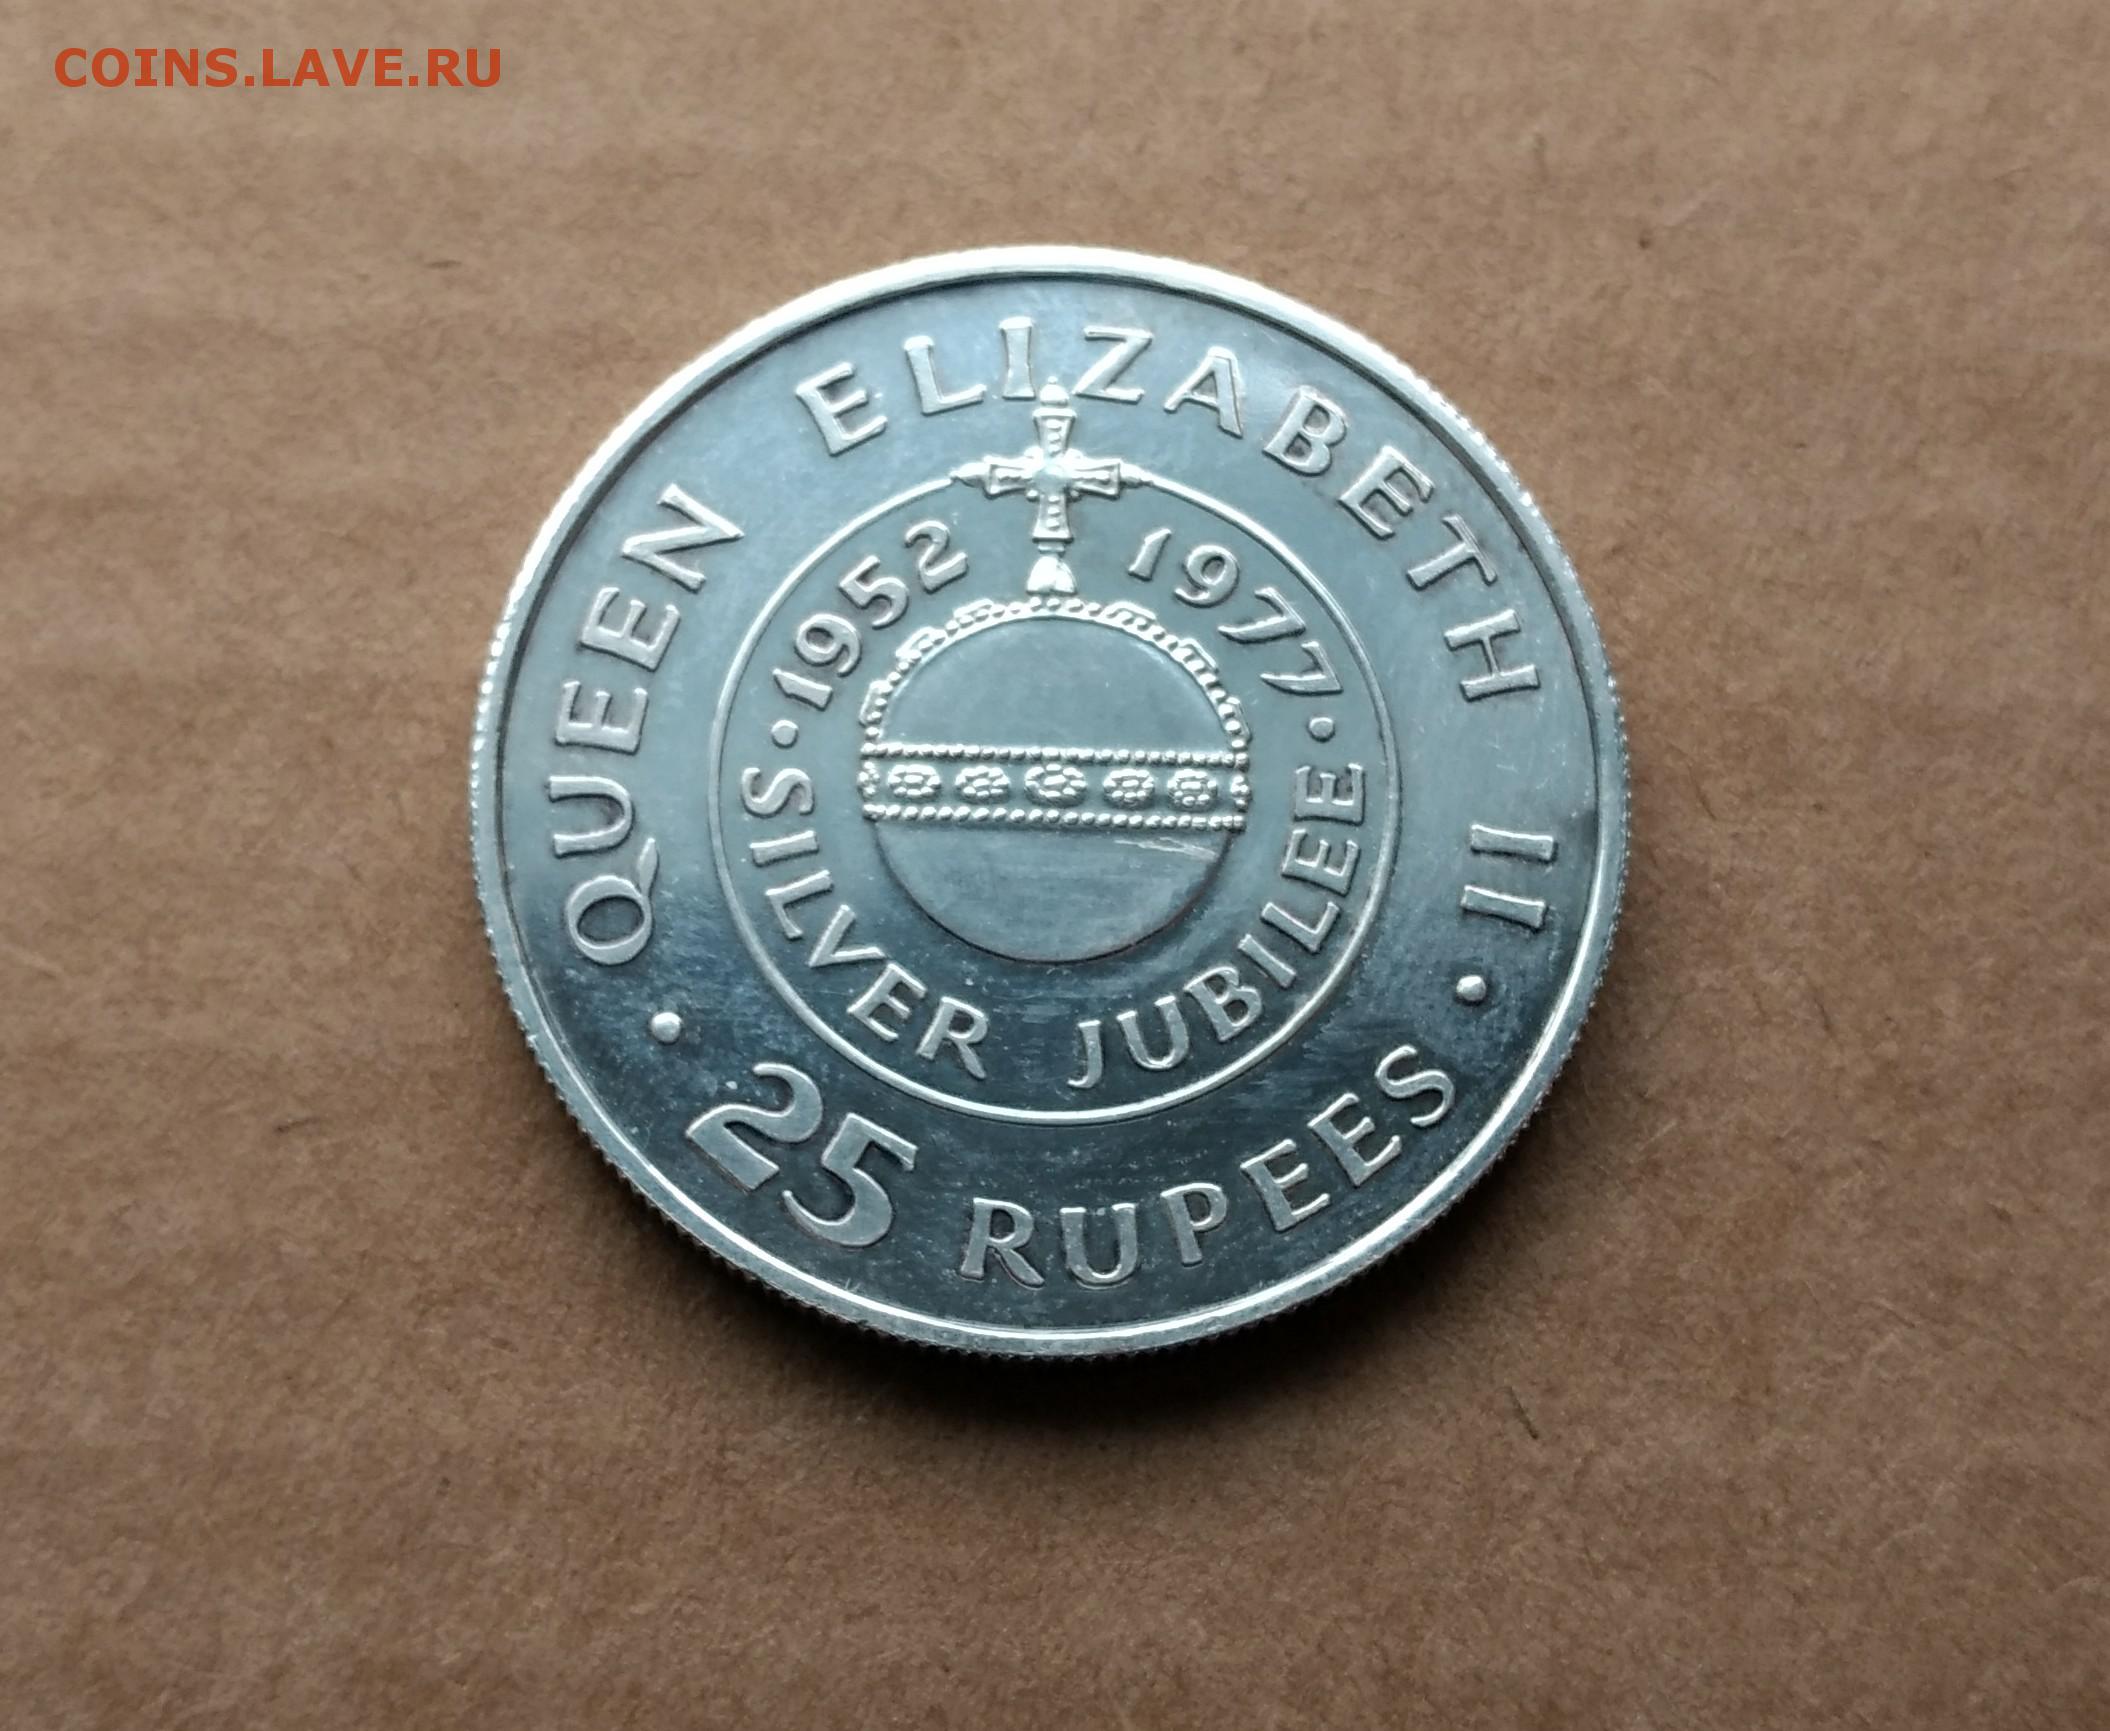 COINS.LAVE.RU
QUEEN ELIZABETH II
1952 1977
SILVER JUBILEE
25 RUPEES